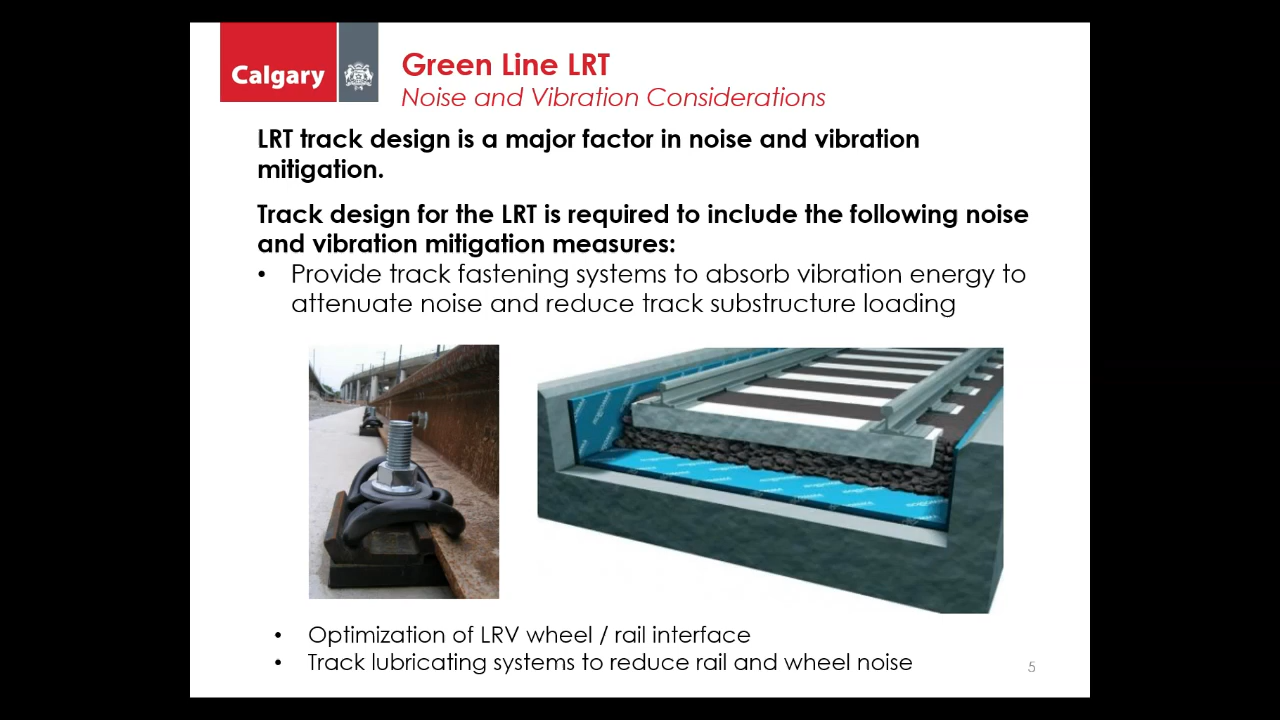 Calgary
Green Line LRT
Noise and Vibration Considerations
LRT track design is a major factor in noise and vibration
mitigation.
Track design for the LRT is required to include the following noise
and vibration mitigation measures:
• Provide track fastening systems to absorb vibration energy to
attenuate noise and reduce track substructure loading
• Optimization of LRV wheel / rail interface
• Track lubricating systems to reduce rail and wheel noise
5